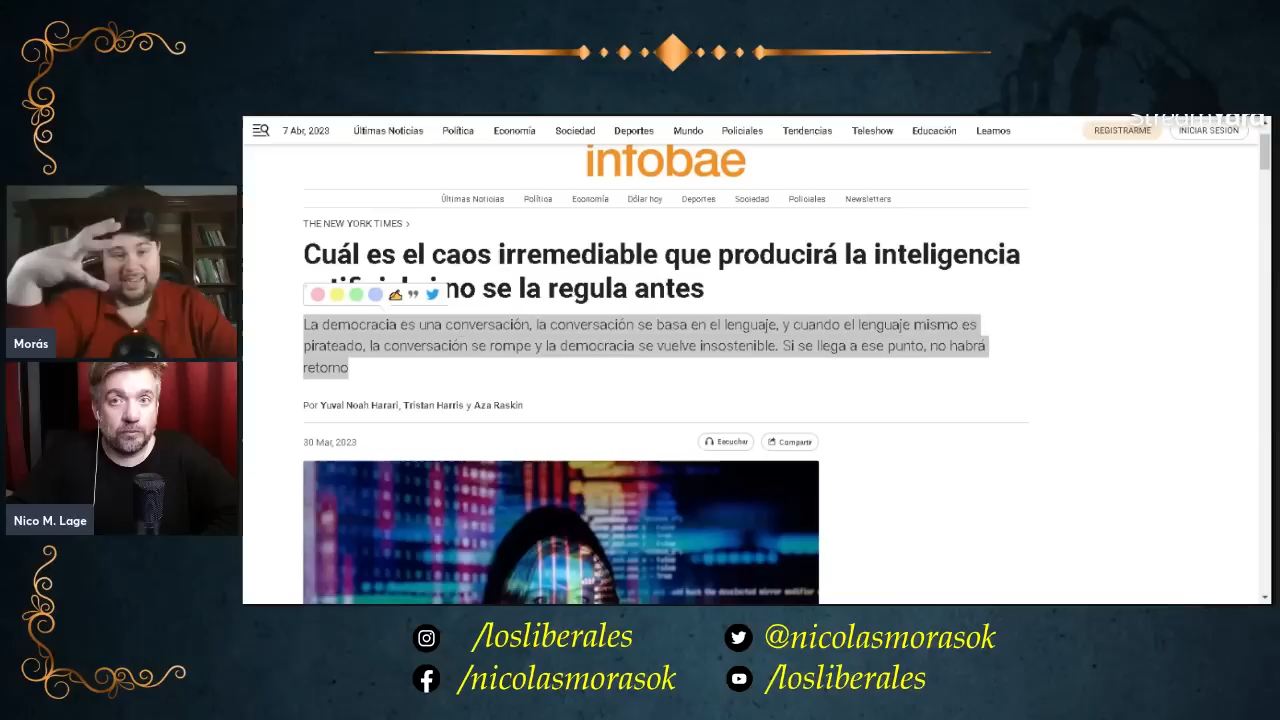 StreamYard
7 Abr, 2023 Últimas Noticias Política Economía Sociedad Deportes Mundo Policiales Tendencias Teleshow Educación Leamos REGISTRARME INICIAR SESIÓN
infobae
Últimas Noticias Política Economía Dólar hoy Deportes Sociedad Policiales Newsletters
THE NEW YORK TIMES >
Cuál es el caos irremediable que producirá la inteligencia
no se la regula antes
La democracia es una conversación, la conversación se basa en el lenguaje, y cuando el lenguaje mismo es
pirateado, la conversación se rompe y la democracia se vuelve insostenible. Si se llega a ese punto, no habrá
retorno
Por Yuval Noah Harari, Tristan Harris y Aza Raskin
30 Mar, 2023 Escuchar Compartir
Morás
Nico M. Lage
/losliberales @nicolasmorasok
/nicolasmorasok /losliberales